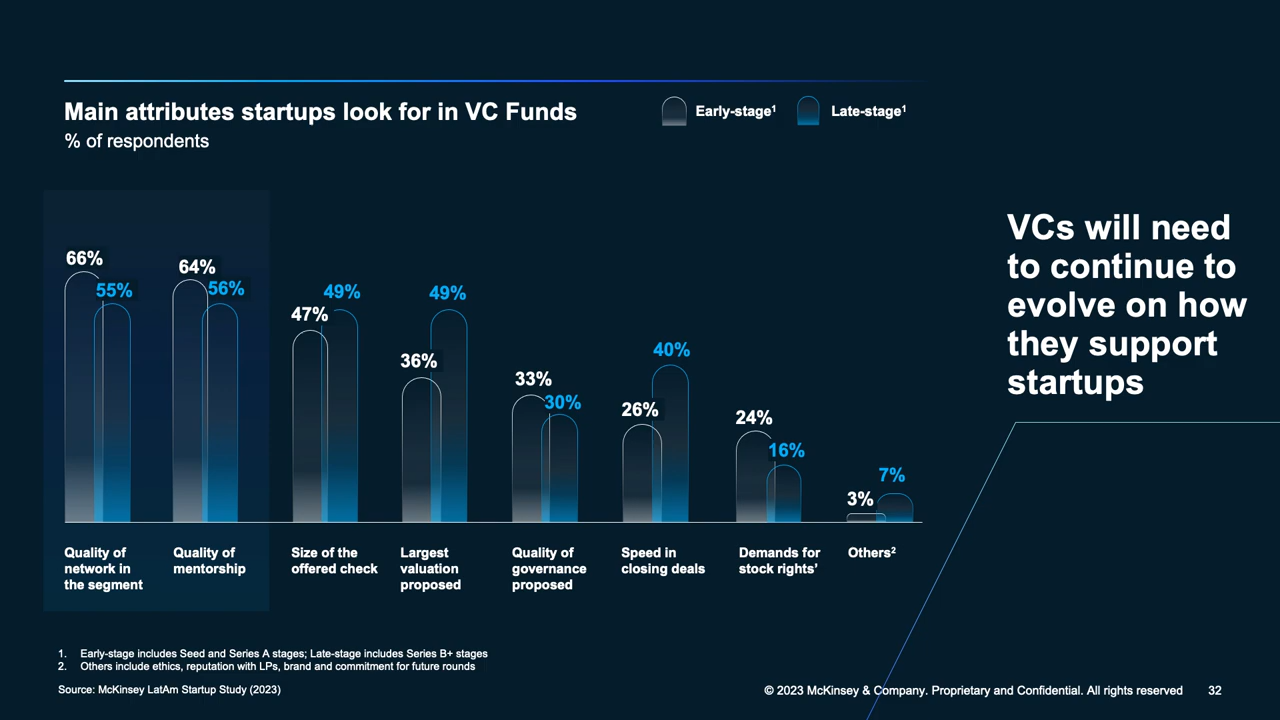 Main attributes startups look for in VC Funds
% of respondents
Early-stage¹
Late-stage¹
66%
55%
64%
56%
47%
49%
36%
49%
33%
30%
26%
40%
24%
16%
3%
7%
Quality of
network in
the segment
Quality of
mentorship
Size of the
offered check
Largest
valuation
proposed
Quality of
governance
proposed
Speed in
closing deals
Demands for
stock rights’
Others²
VCs will need
to continue to
evolve on how
they support
startups
1. Early-stage includes Seed and Series A stages; Late-stage includes Series B+ stages
2. Others include ethics, reputation with LPs, brand and commitment for future rounds
Source: McKinsey LatAm Startup Study (2023)
© 2023 McKinsey & Company. Proprietary and Confidential. All rights reserved 32